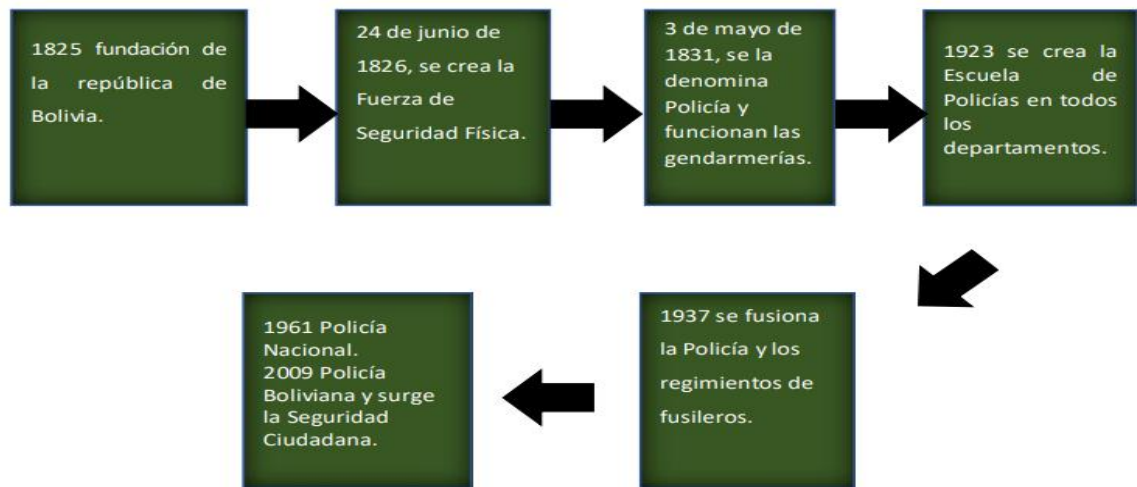 1825 fundación de
la república de
Bolivia.
24 de junio de
1826, se crea la
Fuerza de
Seguridad Física.
3 de mayo de
1831, se la
denomina
Policía y
funcionan las
gendarmerías.
1923 se crea la
Escuela de
Policías en todos
los
departamentos.
1937 se fusiona
la Policía y los
regimientos de
fusileros.
1961 Policía
Nacional.
2009 Policía
Boliviana y surge
la Seguridad
Ciudadana.